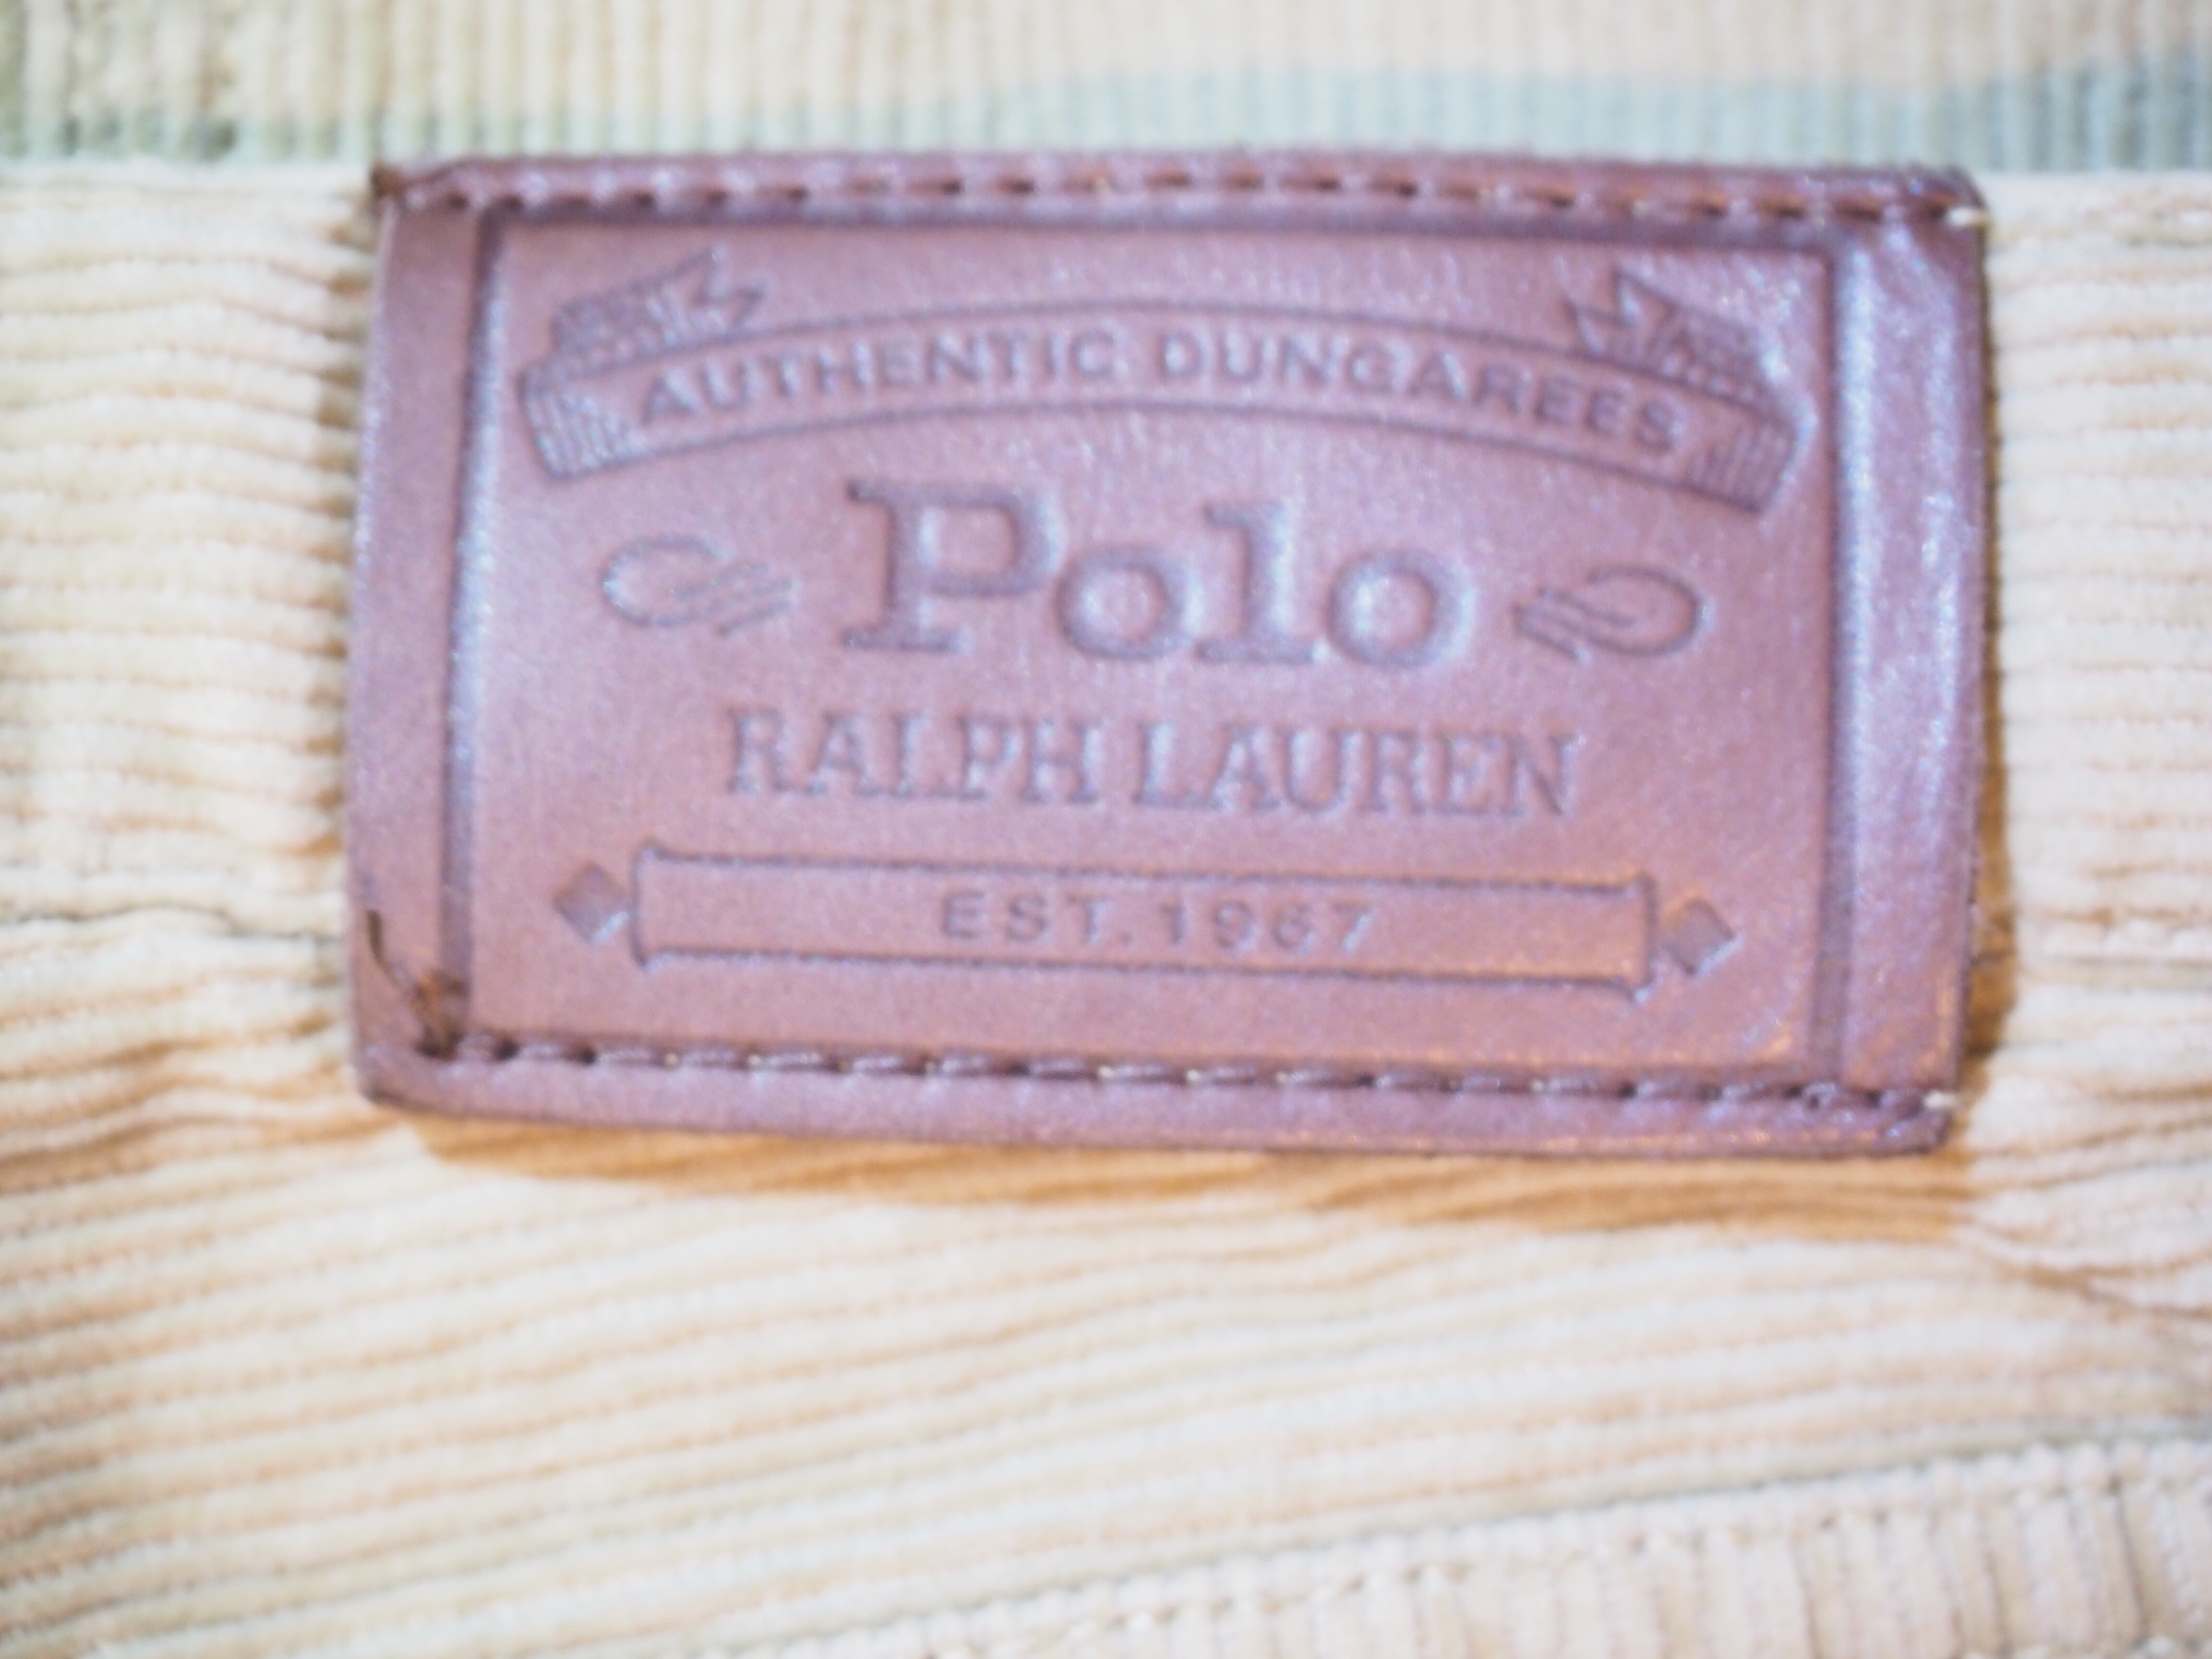 AUTHENTIC DUNGAREES
Polo
RALPH LAUREN
EST. 1967